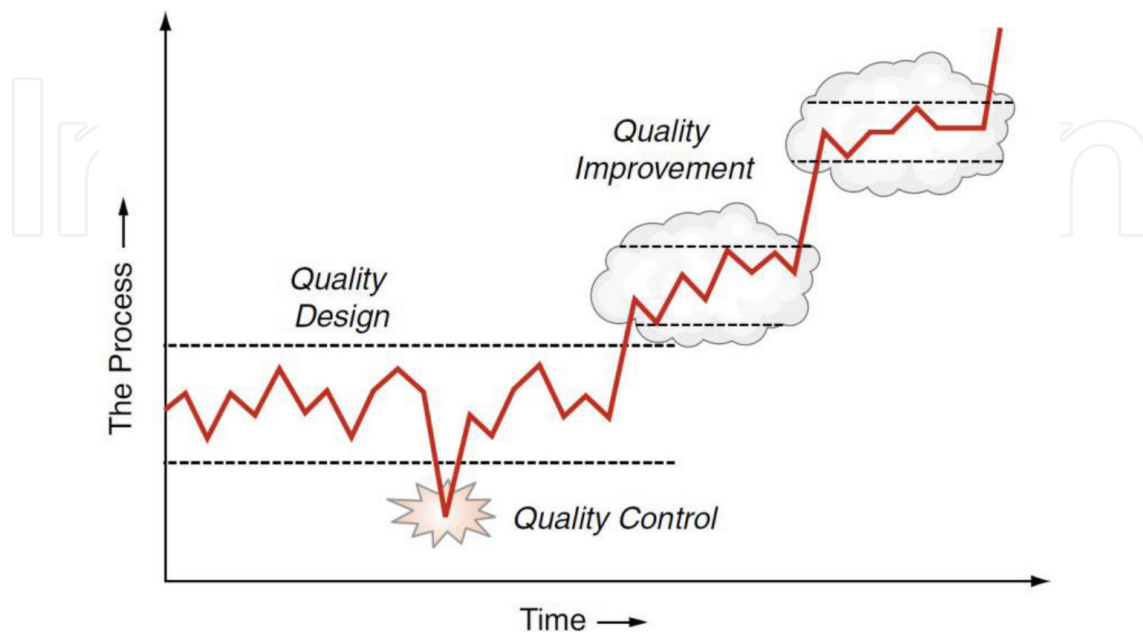 Quality
Improvement
Quality
Design
The Process
Quality Control
Time